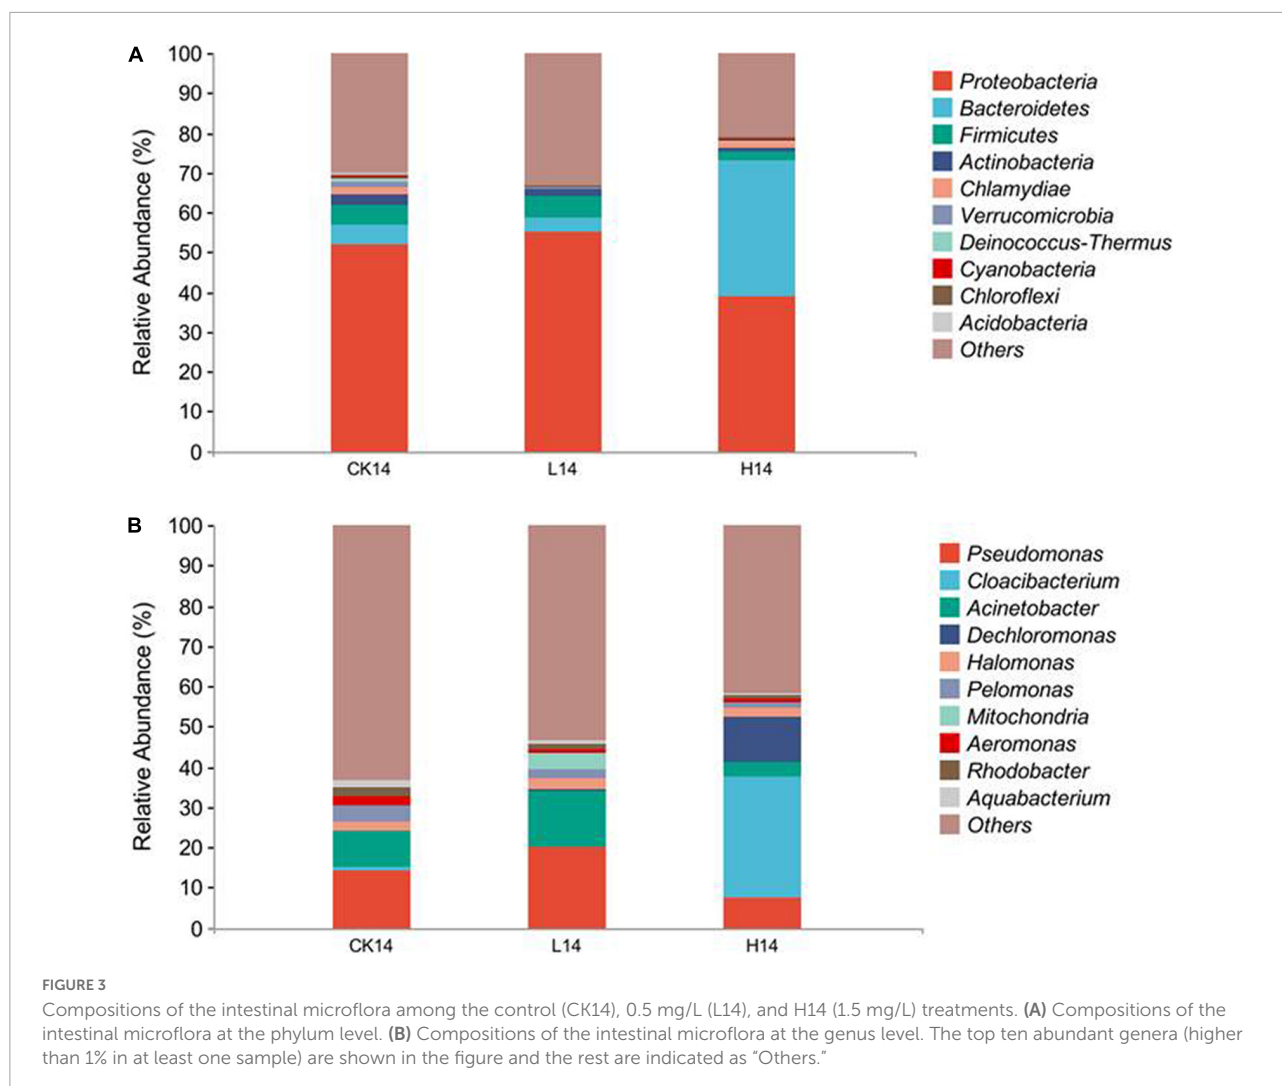 A
Relative Abundance (%)
100
90
80
70
60
50
40
30
20
10
0
CK14
L14
H14
Proteobacteria
Bacteroidetes
Firmicutes
Actinobacteria
Chlamydiae
Verrucomicrobia
Deinococcus-Thermus
Cyanobacteria
Chloroflexi
Acidobacteria
Others
B
Relative Abundance (%)
100
90
80
70
60
50
40
30
20
10
0
CK14
L14
H14
Pseudomonas
Cloacibacterium
Acinetobacter
Dechloromonas
Halomonas
Pelomonas
Mitochondria
Aeromonas
Rhodobacter
Aquabacterium
Others
FIGURE 3
Compositions of the intestinal microflora among the control (CK14), 0.5 mg/L (L14), and H14 (1.5 mg/L) treatments. (A) Compositions of the
intestinal microflora at the phylum level. (B) Compositions of the intestinal microflora at the genus level. The top ten abundant genera (higher
than 1% in at least one sample) are shown in the figure and the rest are indicated as “Others.”